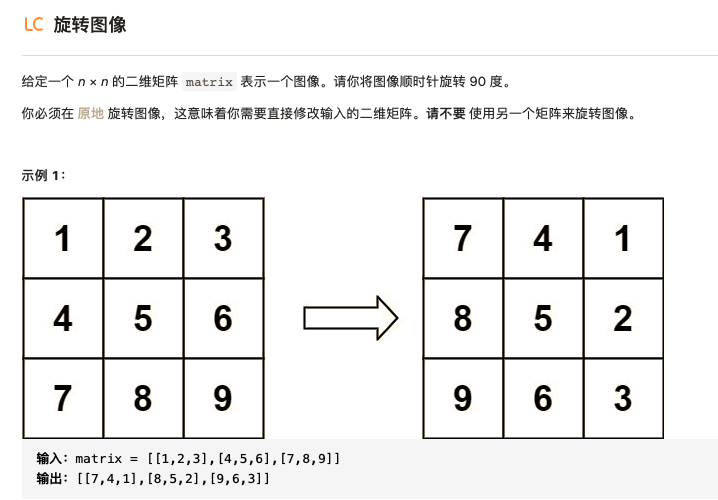 LC 旋转图像
给定一个 n × n 的二维矩阵 matrix 表示一个图像。请你将图像顺时针旋转 90 度。
你必须在 原地 旋转图像，这意味着你需要直接修改输入的二维矩阵。请不要 使用另一个矩阵来旋转图像。
示例 1：
1 2 3 7 4 1
4 5 6 8 5 2
7 8 9 9 6 3
输入：matrix = [[1,2,3],[4,5,6],[7,8,9]]
输出：[[7,4,1],[8,5,2],[9,6,3]]